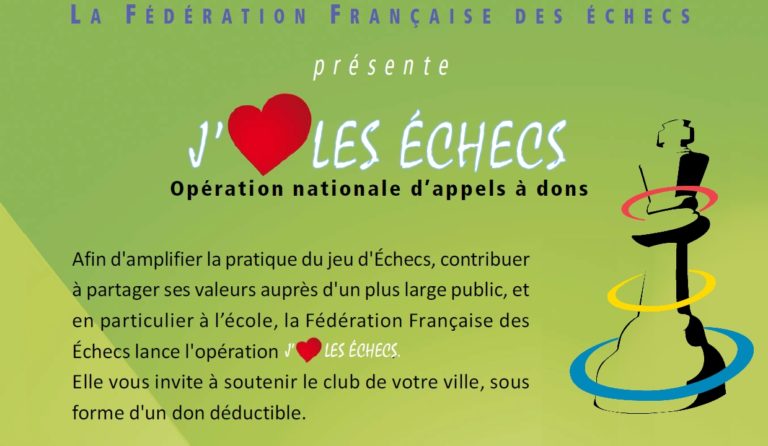 La Fédération Française des échecs
présente
J'❤LES ÉCHECS
Opération nationale d’appels à dons
Afin d'amplifier la pratique du jeu d'Échecs, contribuer
à partager ses valeurs auprès d'un plus large public, et
en particulier à l’école, la Fédération Française des
Échecs lance l'opération J'❤ LES ÉCHECS.
Elle vous invite à soutenir le club de votre ville, sous
forme d'un don déductible.